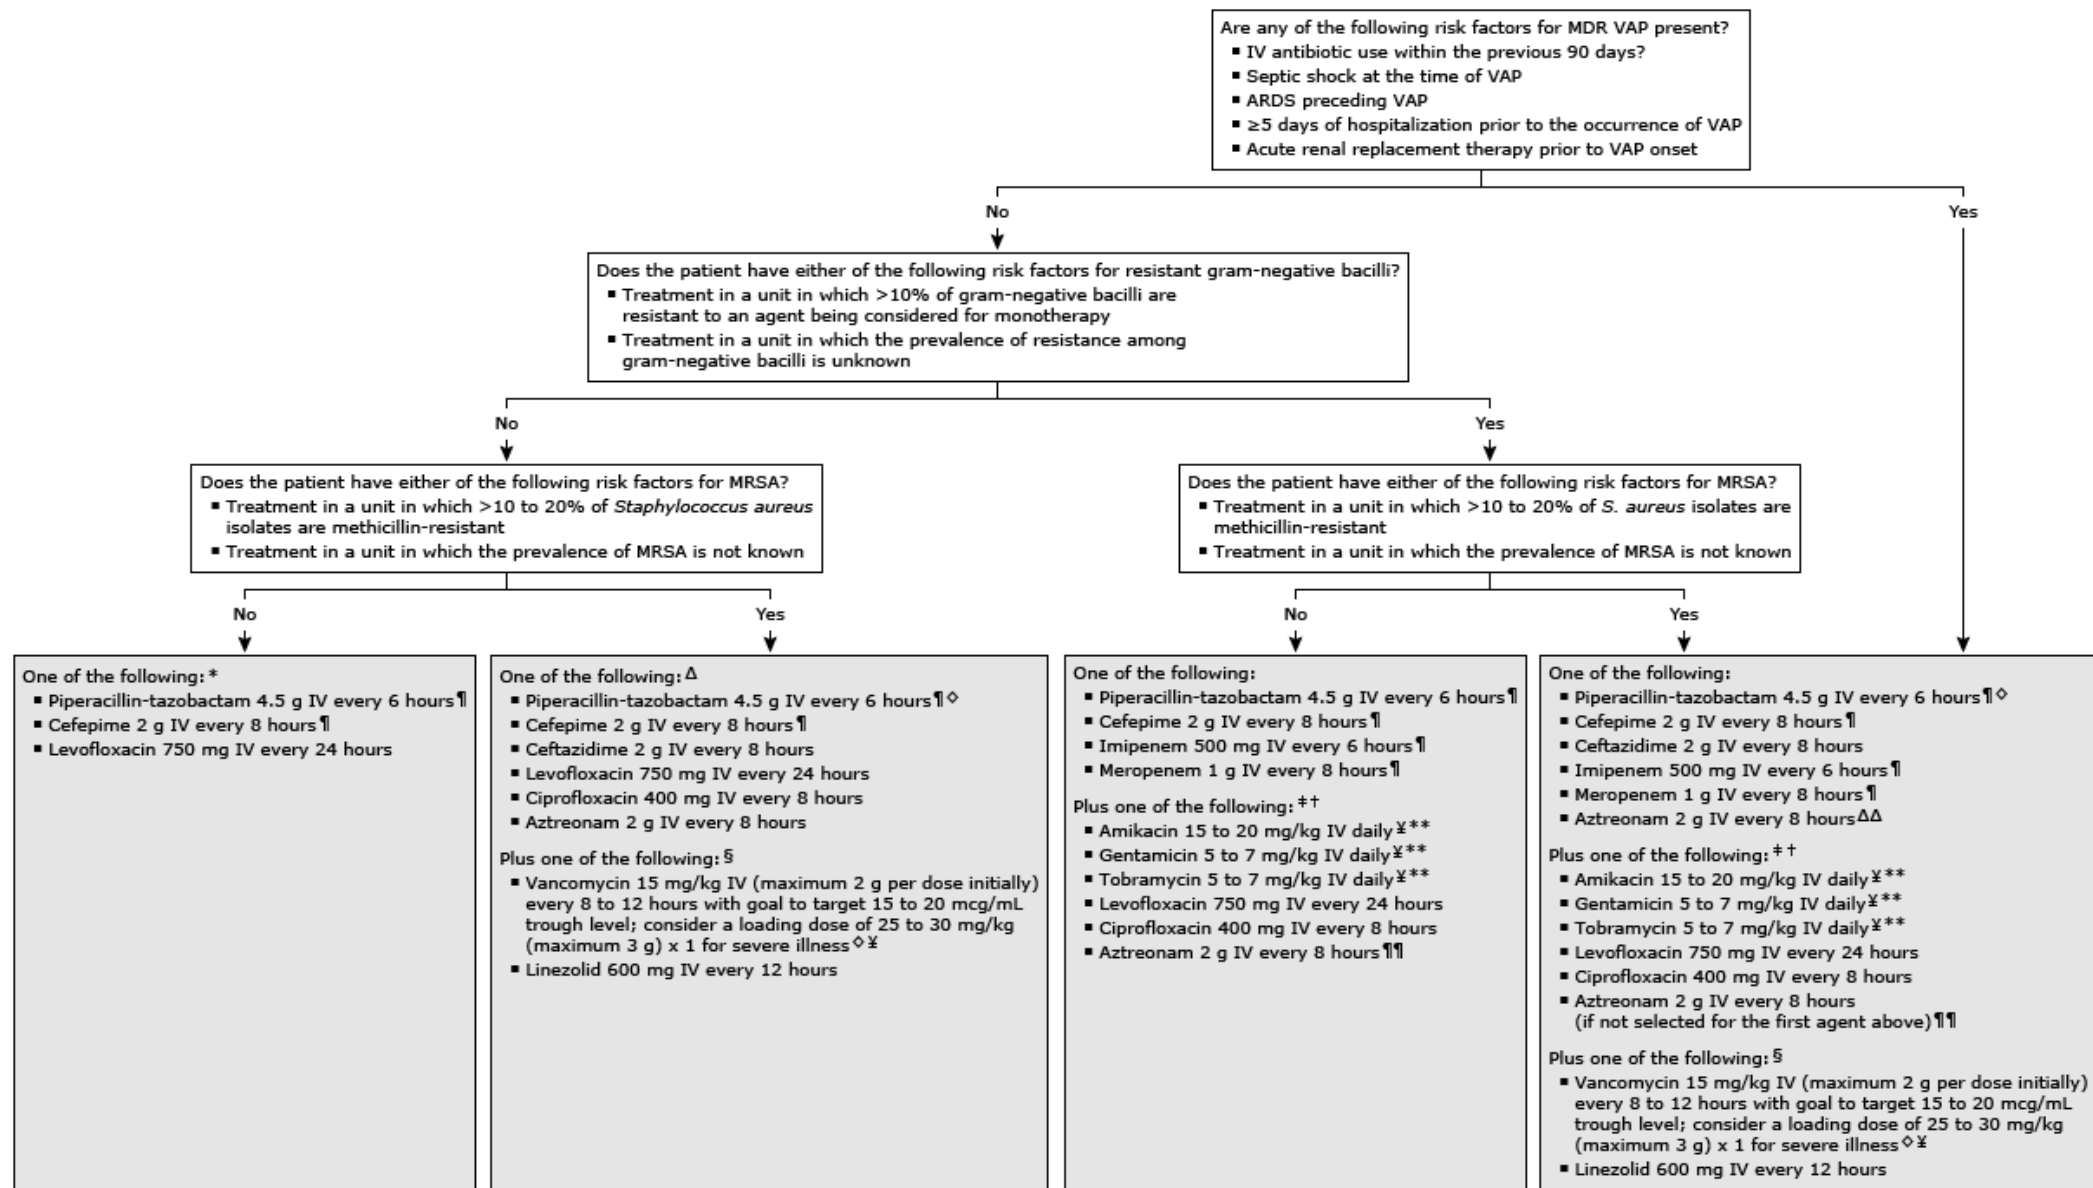 Are any of the following risk factors for MDR VAP present?
▪ IV antibiotic use within the previous 90 days?
▪ Septic shock at the time of VAP
▪ ARDS preceding VAP
▪ ≥5 days of hospitalization prior to the occurrence of VAP
▪ Acute renal replacement therapy prior to VAP onset
No
Yes
Does the patient have either of the following risk factors for resistant gram-negative bacilli?
▪ Treatment in a unit in which >10% of gram-negative bacilli are
resistant to an agent being considered for monotherapy
▪ Treatment in a unit in which the prevalence of resistance among
gram-negative bacilli is unknown
No
Yes
Does the patient have either of the following risk factors for MRSA?
▪ Treatment in a unit in which >10 to 20% of Staphylococcus aureus
isolates are methicillin-resistant
▪ Treatment in a unit in which the prevalence of MRSA is not known
Does the patient have either of the following risk factors for MRSA?
▪ Treatment in a unit in which >10 to 20% of S. aureus isolates are
methicillin-resistant
▪ Treatment in a unit in which the prevalence of MRSA is not known
No
Yes
No
Yes
One of the following:*
▪ Piperacillin-tazobactam 4.5 g IV every 6 hours¶
▪ Cefepime 2 g IV every 8 hours¶
▪ Levofloxacin 750 mg IV every 24 hours
One of the following:Δ
▪ Piperacillin-tazobactam 4.5 g IV every 6 hours¶◇
▪ Cefepime 2 g IV every 8 hours¶
▪ Ceftazidime 2 g IV every 8 hours
▪ Levofloxacin 750 mg IV every 24 hours
▪ Ciprofloxacin 400 mg IV every 8 hours
▪ Aztreonam 2 g IV every 8 hours
Plus one of the following:§
▪ Vancomycin 15 mg/kg IV (maximum 2 g per dose initially)
every 8 to 12 hours with goal to target 15 to 20 mcg/mL
trough level; consider a loading dose of 25 to 30 mg/kg
(maximum 3 g) x 1 for severe illness◇¥
▪ Linezolid 600 mg IV every 12 hours
One of the following:
▪ Piperacillin-tazobactam 4.5 g IV every 6 hours¶
▪ Cefepime 2 g IV every 8 hours¶
▪ Imipenem 500 mg IV every 6 hours¶
▪ Meropenem 1 g IV every 8 hours¶
Plus one of the following:‡†
▪ Amikacin 15 to 20 mg/kg IV daily¥**
▪ Gentamicin 5 to 7 mg/kg IV daily¥**
▪ Tobramycin 5 to 7 mg/kg IV daily¥**
▪ Levofloxacin 750 mg IV every 24 hours
▪ Ciprofloxacin 400 mg IV every 8 hours
▪ Aztreonam 2 g IV every 8 hours¶¶
One of the following:
▪ Piperacillin-tazobactam 4.5 g IV every 6 hours¶◇
▪ Cefepime 2 g IV every 8 hours¶
▪ Ceftazidime 2 g IV every 8 hours
▪ Imipenem 500 mg IV every 6 hours¶
▪ Meropenem 1 g IV every 8 hours¶
▪ Aztreonam 2 g IV every 8 hoursΔΔ
Plus one of the following:‡†
▪ Amikacin 15 to 20 mg/kg IV daily¥**
▪ Gentamicin 5 to 7 mg/kg IV daily¥**
▪ Tobramycin 5 to 7 mg/kg IV daily¥**
▪ Levofloxacin 750 mg IV every 24 hours
▪ Ciprofloxacin 400 mg IV every 8 hours
▪ Aztreonam 2 g IV every 8 hours
(if not selected for the first agent above)¶¶
Plus one of the following:§
▪ Vancomycin 15 mg/kg IV (maximum 2 g per dose initially)
every 8 to 12 hours with goal to target 15 to 20 mcg/mL
trough level; consider a loading dose of 25 to 30 mg/kg
(maximum 3 g) x 1 for severe illness◇¥
▪ Linezolid 600 mg IV every 12 hours